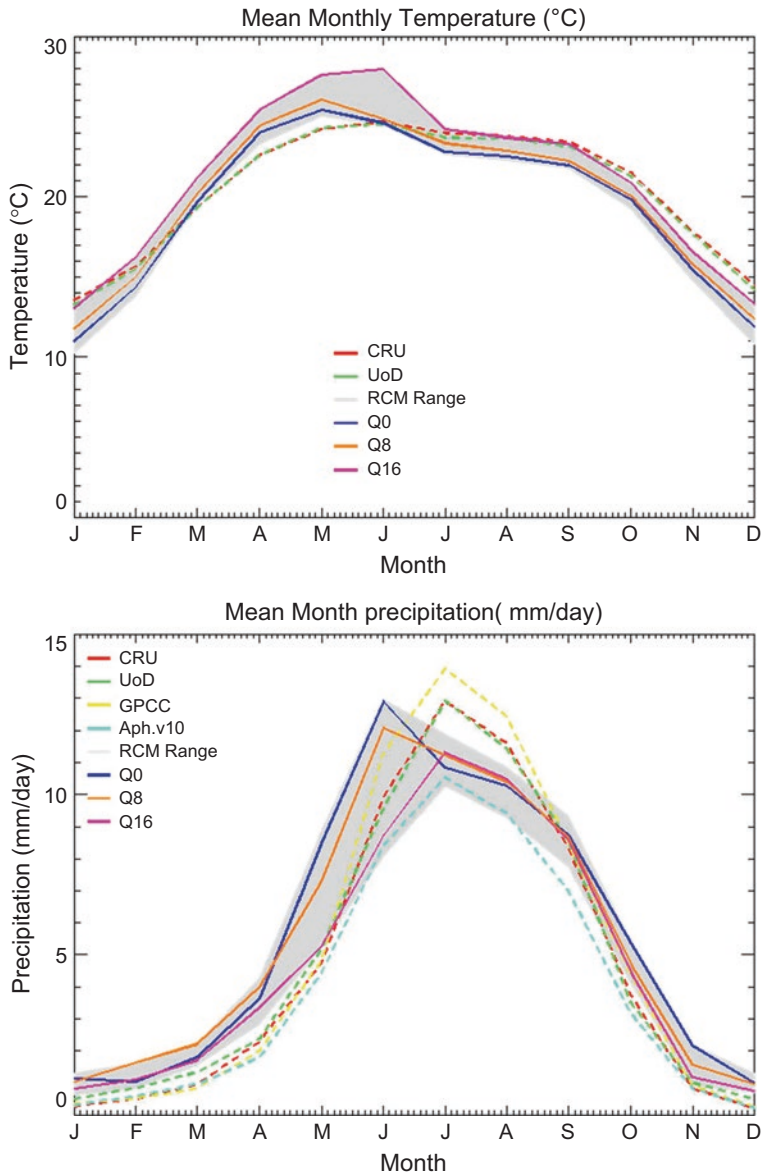 Mean Monthly Temperature (°C)
30
20
10
0
Temperature (°C)
CRU
UoD
RCM Range
Q0
Q8
Q16
J F M A M J J A S O N D
Month
Mean Month precipitation( mm/day)
15
10
5
0
Precipitation (mm/day)
CRU
UoD
GPCC
Aph.v10
RCM Range
Q0
Q8
Q16
J F M A M J J A S O N D
Month